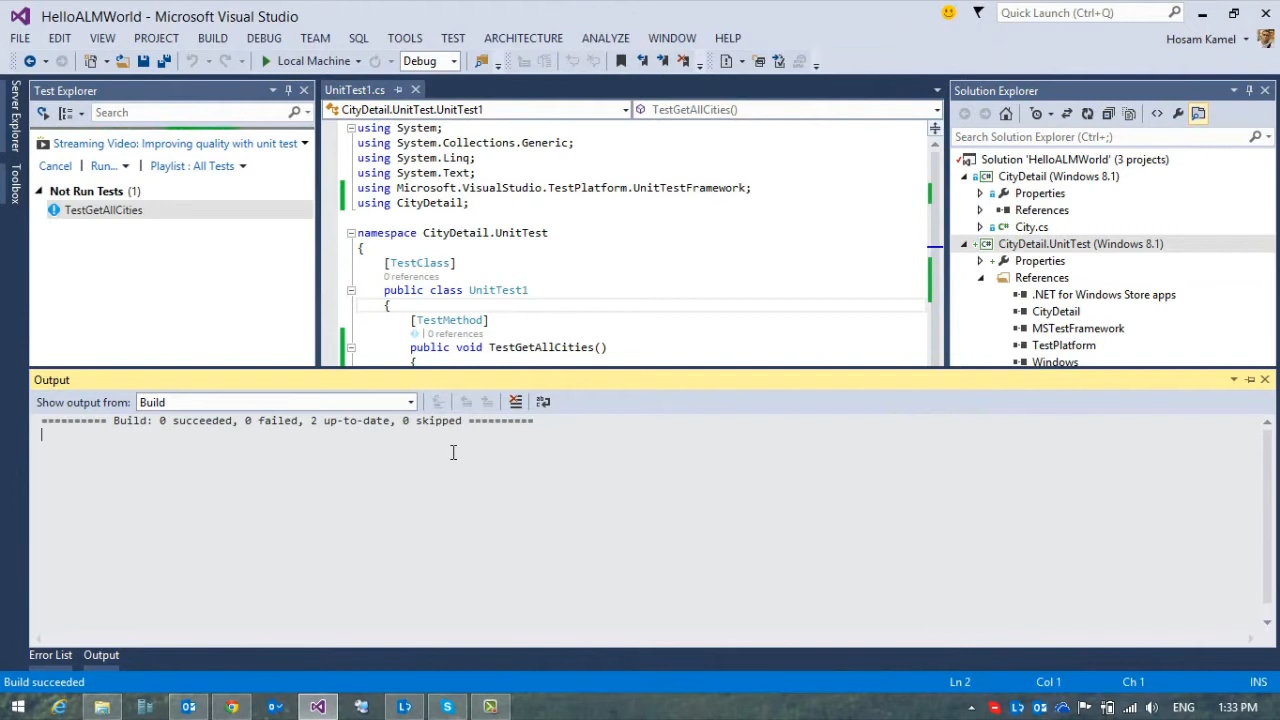 HelloALMWorld - Microsoft Visual Studio
Quick Launch (Ctrl+Q)
FILE EDIT VIEW PROJECT BUILD DEBUG TEAM SQL TOOLS TEST ARCHITECTURE ANALYZE WINDOW HELP
Hosam Kamel
Local Machine Debug
Server Explorer
Toolbox
Test Explorer
Search
Streaming Video: Improving quality with unit test
Cancel Run... Playlist : All Tests
Not Run Tests (1)
TestGetAllCities
UnitTest1.cs
CityDetail.UnitTest.UnitTest1
TestGetAllCities()
using System;
using System.Collections.Generic;
using System.Linq;
using System.Text;
using Microsoft.VisualStudio.TestPlatform.UnitTestFramework;
using CityDetail;
namespace CityDetail.UnitTest
{
[TestClass]
0 references
public class UnitTest1
{
[TestMethod]
| 0 references
public void TestGetAllCities()
{
Solution Explorer
Search Solution Explorer (Ctrl+;)
Solution 'HelloALMWorld' (3 projects)
CityDetail (Windows 8.1)
Properties
References
City.cs
CityDetail.UnitTest (Windows 8.1)
Properties
References
.NET for Windows Store apps
CityDetail
MSTestFramework
TestPlatform
Windows
Output
Show output from: Build
========== Build: 0 succeeded, 0 failed, 2 up-to-date, 0 skipped ==========
Error List Output
Build succeeded
Ln 2 Col 1 Ch 1 INS
ENG 1:33 PM